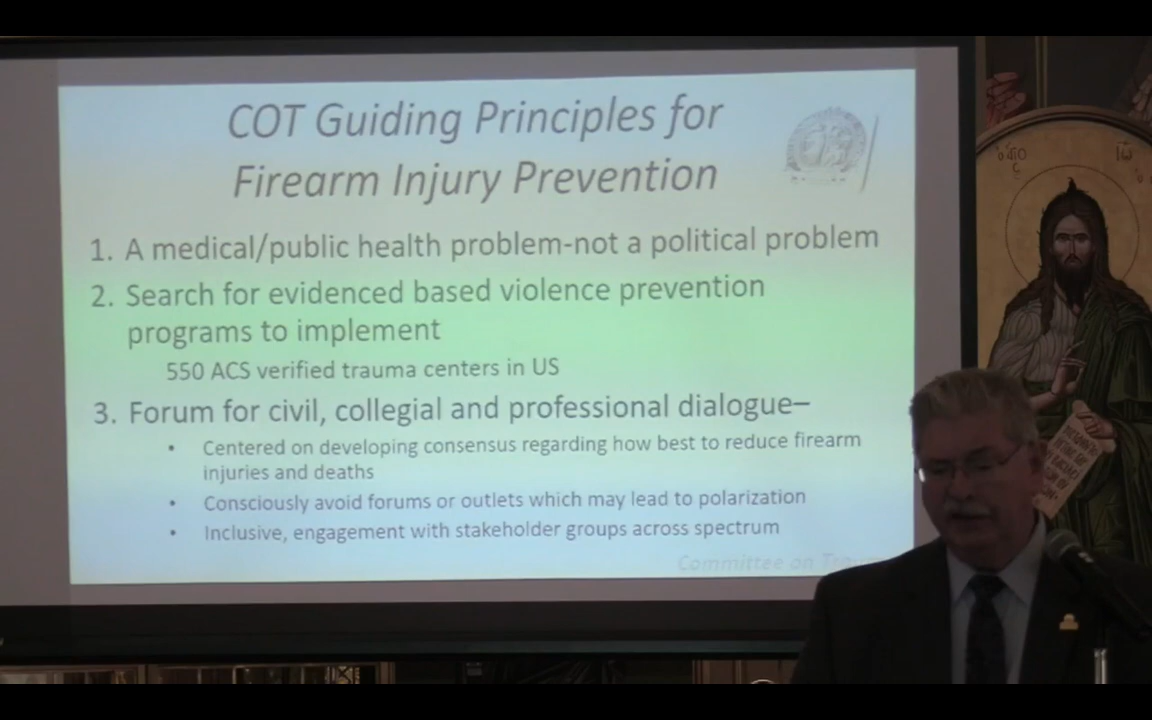 COT Guiding Principles for
Firearm Injury Prevention
1. A medical/public health problem-not a political problem
2. Search for evidenced based violence prevention
programs to implement
550 ACS verified trauma centers in US
3. Forum for civil, collegial and professional dialogue–
• Centered on developing consensus regarding how best to reduce firearm
injuries and deaths
• Consciously avoid forums or outlets which may lead to polarization
• Inclusive, engagement with stakeholder groups across spectrum
Committee on